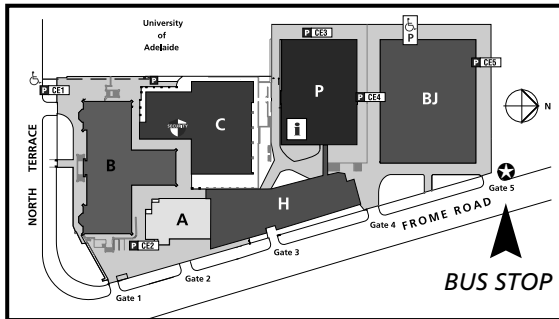 University
of
Adelaide
P CE3
P
P
P CE5
P CE1
P
P CE4
P
BJ
C
SECURITY
i
N
B
NORTH TERRACE
A
H
Gate 5
FROME ROAD
Gate 4
P CE2
Gate 3
Gate 2
Gate 1
BUS STOP